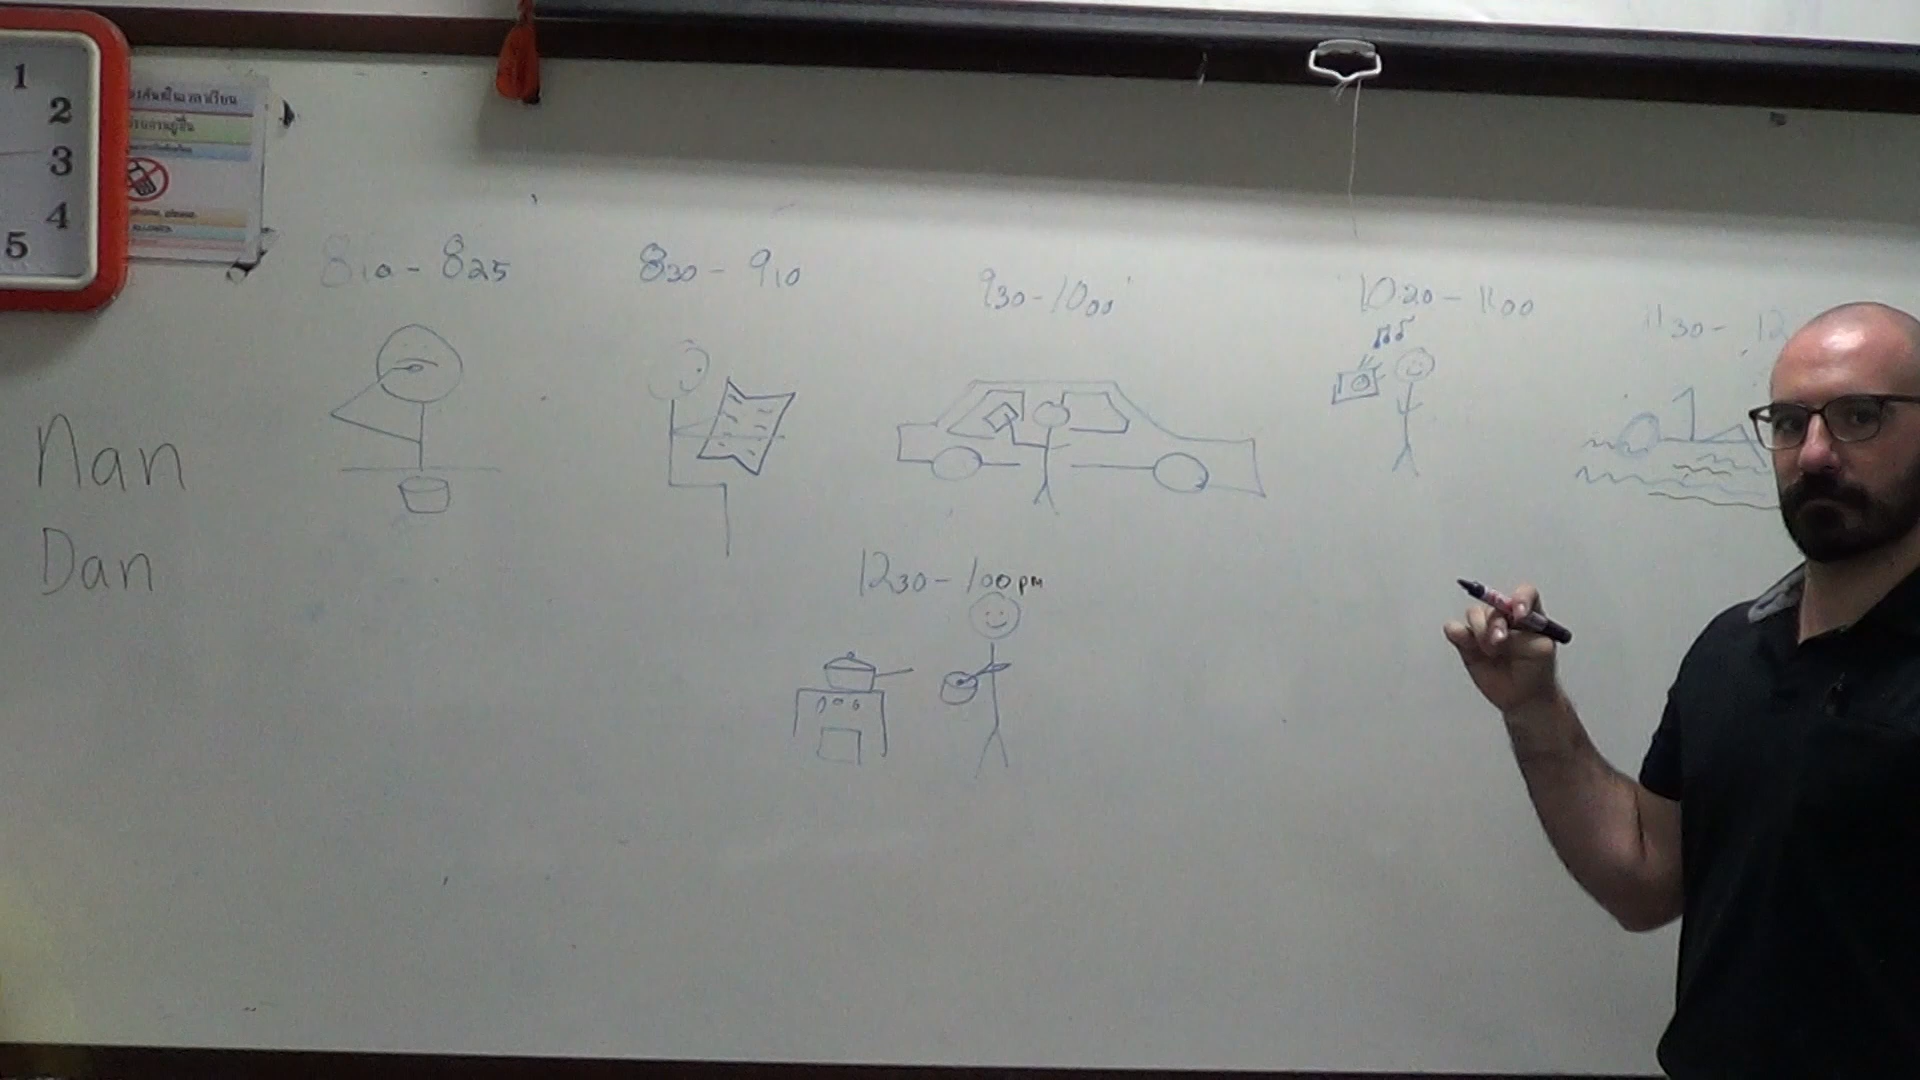 1
2
3
4
5
8 10 - 8 25
8 30 - 9 10
9 30 - 10 00
10 20 - 11 00
11 30 - 12
Nan
Dan
12 30 - 1 00 pm